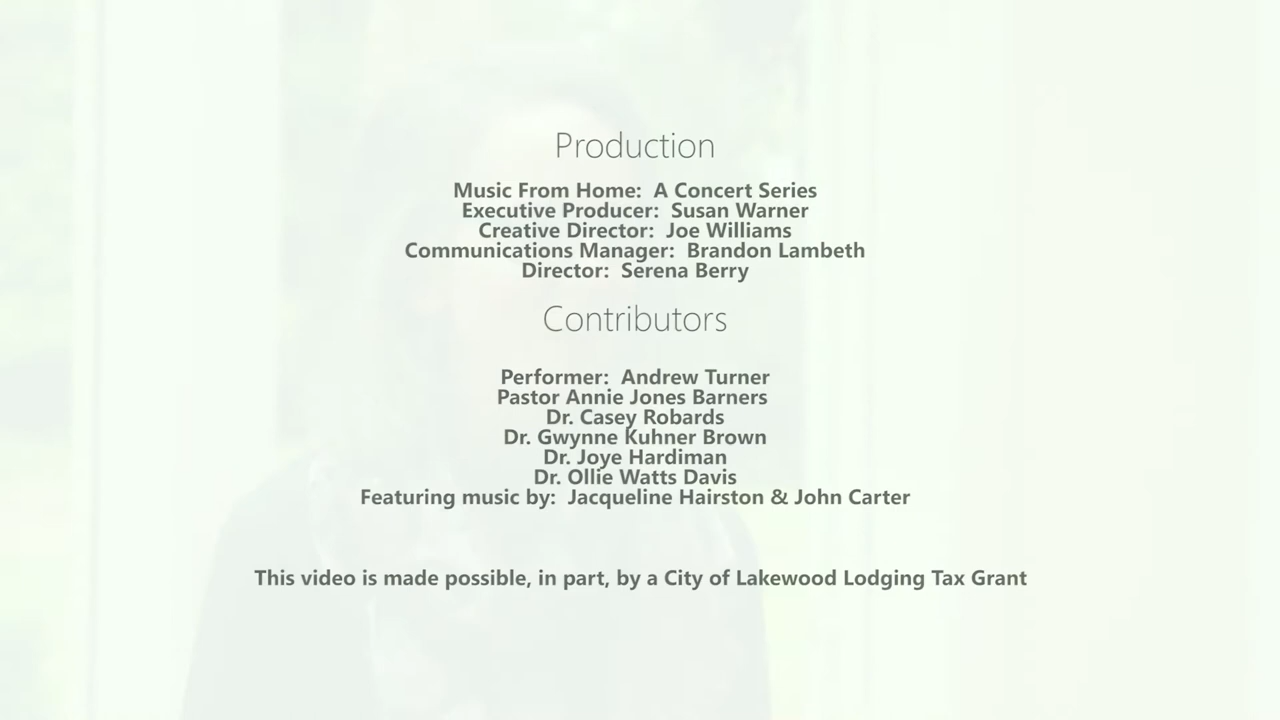 Production
Music From Home: A Concert Series
Executive Producer: Susan Warner
Creative Director: Joe Williams
Communications Manager: Brandon Lambeth
Director: Serena Berry
Contributors
Performer: Andrew Turner
Pastor Annie Jones Barners
Dr. Casey Robards
Dr. Gwynne Kuhner Brown
Dr. Joye Hardiman
Dr. Ollie Watts Davis
Featuring music by: Jacqueline Hairston & John Carter
This video is made possible, in part, by a City of Lakewood Lodging Tax Grant